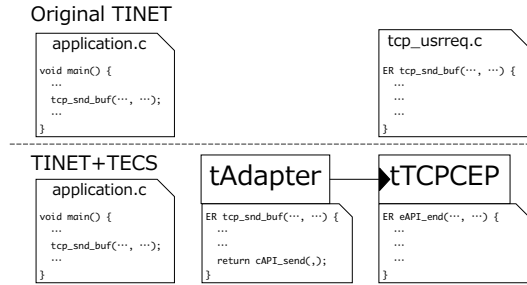 Original TINET
application.c
void main() {
…
tcp_snd_buf(…, …);
…
}
tcp_usrreq.c
ER tcp_snd_buf(…, …) {
…
…
…
}
TINET+TECS
application.c
void main() {
…
tcp_snd_buf(…, …);
…
}
tAdapter
ER tcp_snd_buf(…, …) {
…
…
return cAPI_send(,);
}
tTCPCEP
ER eAPI_end(…, …) {
…
…
…
}